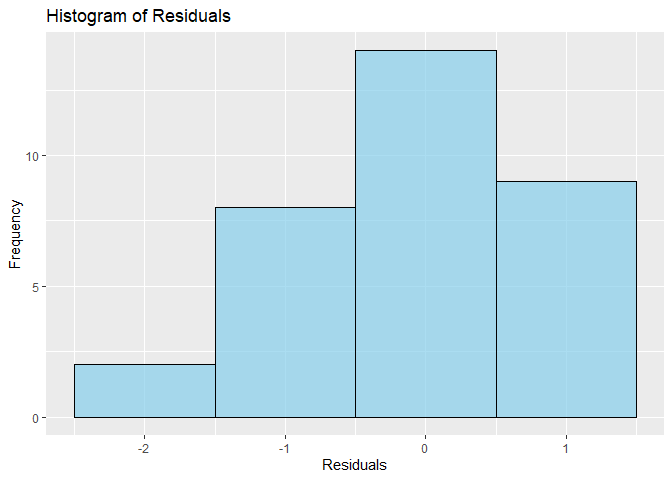 Histogram of Residuals
Frequency
10
5
0
-2 -1 0 1
Residuals